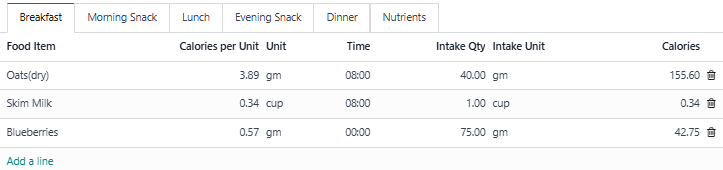 Breakfast Morning Snack Lunch Evening Snack Dinner Nutrients
Food Item Calories per Unit Unit Time Intake Qty Intake Unit Calories
Oats(dry) 3.89 gm 08:00 40.00 gm 155.60
Skim Milk 0.34 cup 08:00 1.00 cup 0.34
Blueberries 0.57 gm 00:00 75.00 gm 42.75
Add a line